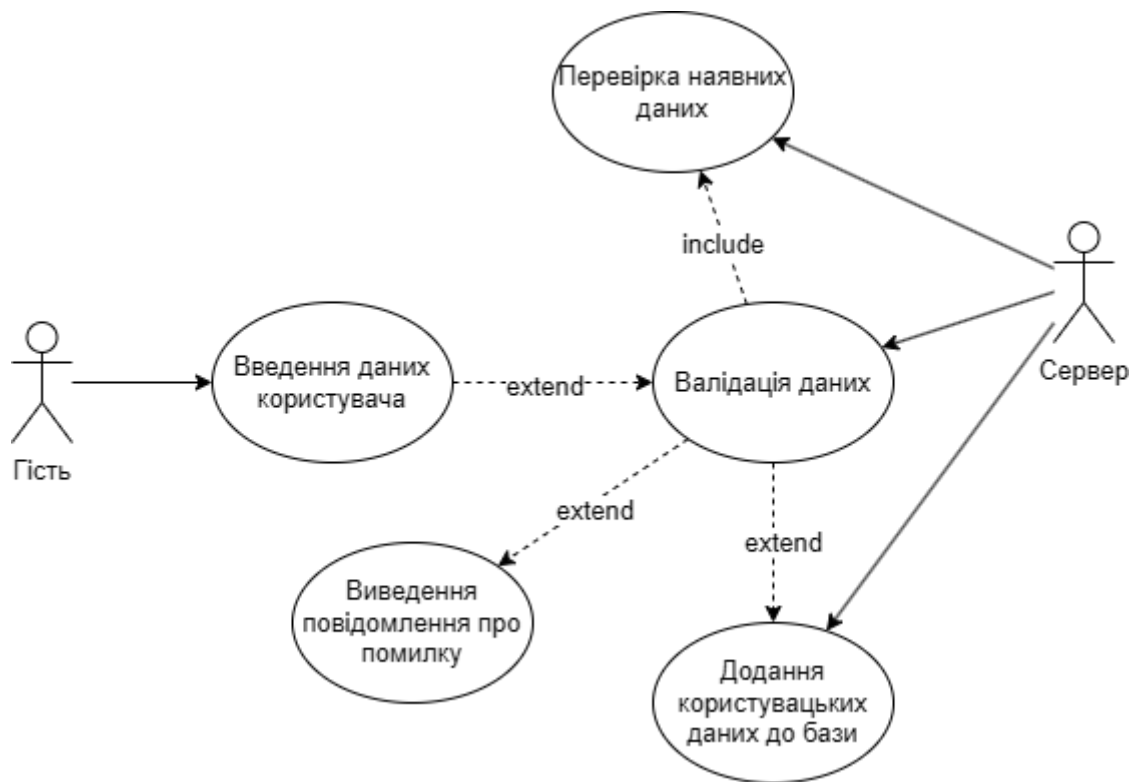 Перевірка наявних
даних
include
Сервер
Введення даних
користувача
extend
Валідація даних
Гість
extend
extend
Виведення
повідомлення про
помилку
Додання
користувацьких
даних до бази